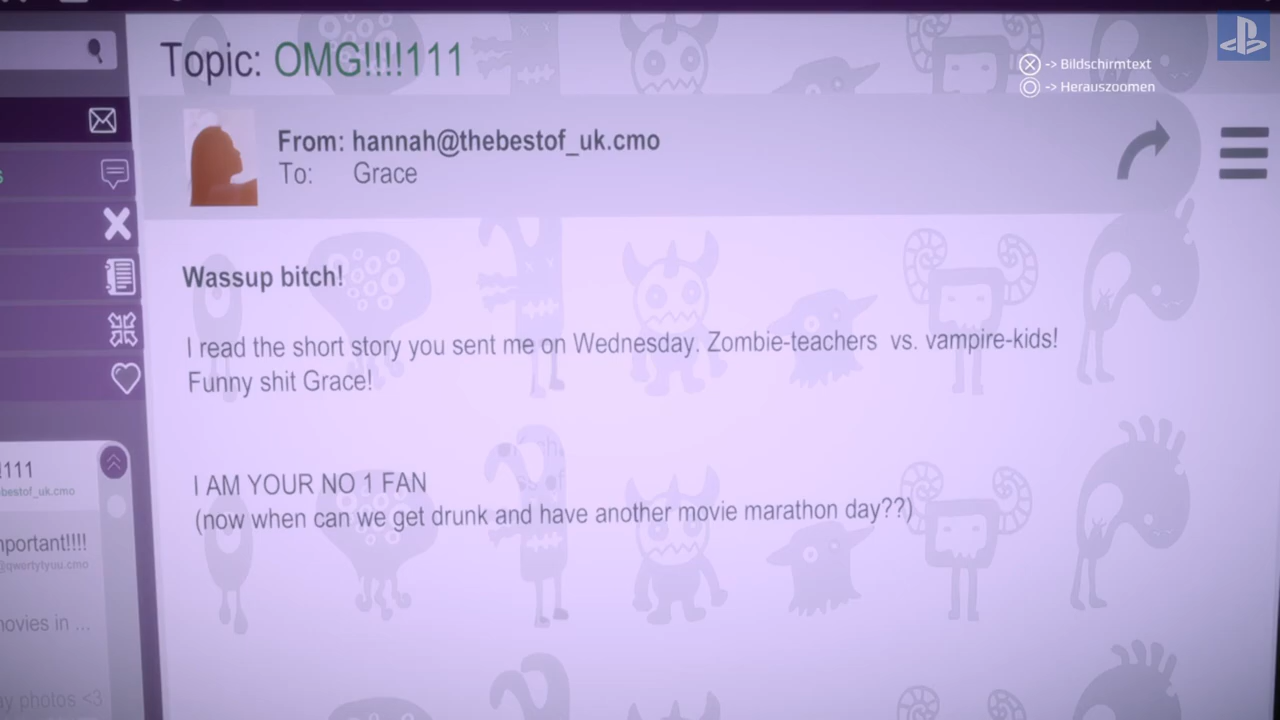 Topic: OMG!!!!111
-> Bildschirmtext
-> Herauszoomen
From: hannah@thebestof_uk.cmo
To: Grace
Wassup bitch!
I read the short story you sent me on Wednesday. Zombie-teachers vs. vampire-kids!
Funny shit Grace!
I AM YOUR NO 1 FAN
(now when can we get drunk and have another movie marathon day??)
!111
bestof_uk.cmo
mportant!!!!
@qwertytyuu.cmo
movies in ...
ay photos <3